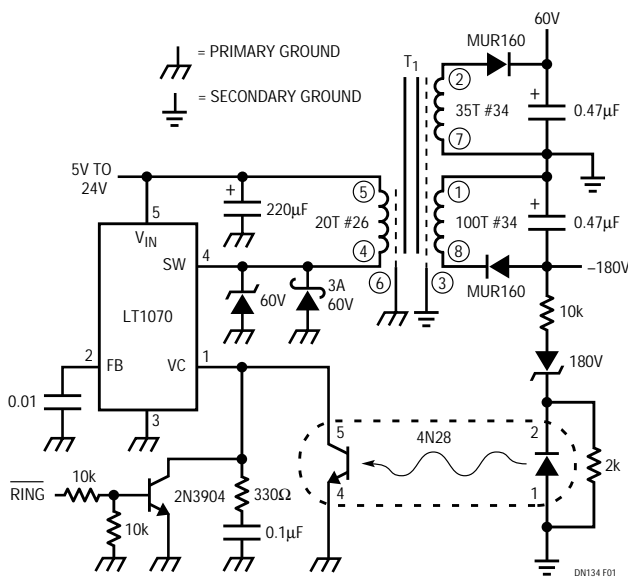 = PRIMARY GROUND
= SECONDARY GROUND
5V TO
24V
5
VIN
4
SW
LT1070
2
FB
VC
1
3
0.01
+
220µF
60V
3A
60V
5
20T #26
4
6
T1
MUR160
60V
2
35T #34
7
+
0.47µF
1
100T #34
8
3
+
0.47µF
MUR160
–180V
10k
180V
5
4
4N28
2
1
2k
RING
10k
10k
2N3904
330Ω
0.1µF
DN134 F01